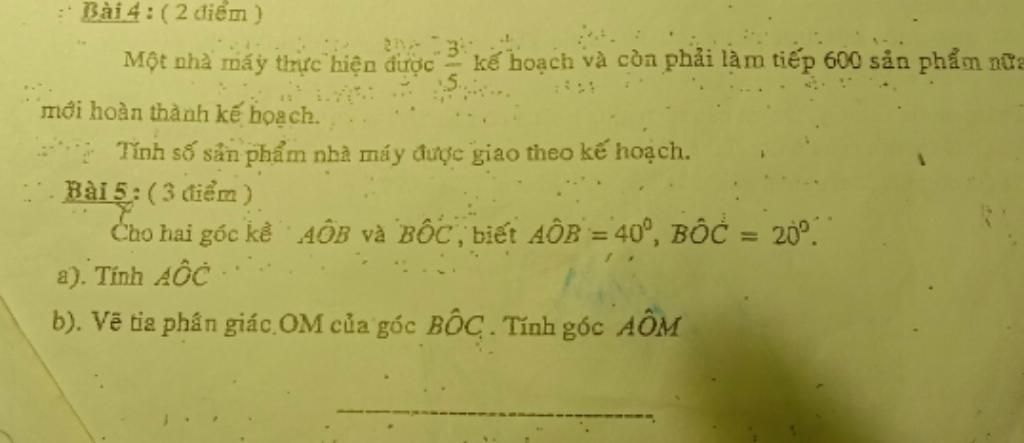 Bài 4 : ( 2 điểm )
Một nhà máy thực hiện được 3/5 kế hoạch và còn phải làm tiếp 600 sản phẩm nữa
mới hoàn thành kế hoạch.
Tính số sản phẩm nhà máy được giao theo kế hoạch.
Bài 5 : ( 3 điểm )
Cho hai góc kề AÔB và BÔC, biết AÔB = 40⁰, BÔC = 20⁰.
a). Tính AÔC
b). Vẽ tia phân giác OM của góc BÔC . Tính góc AÔM